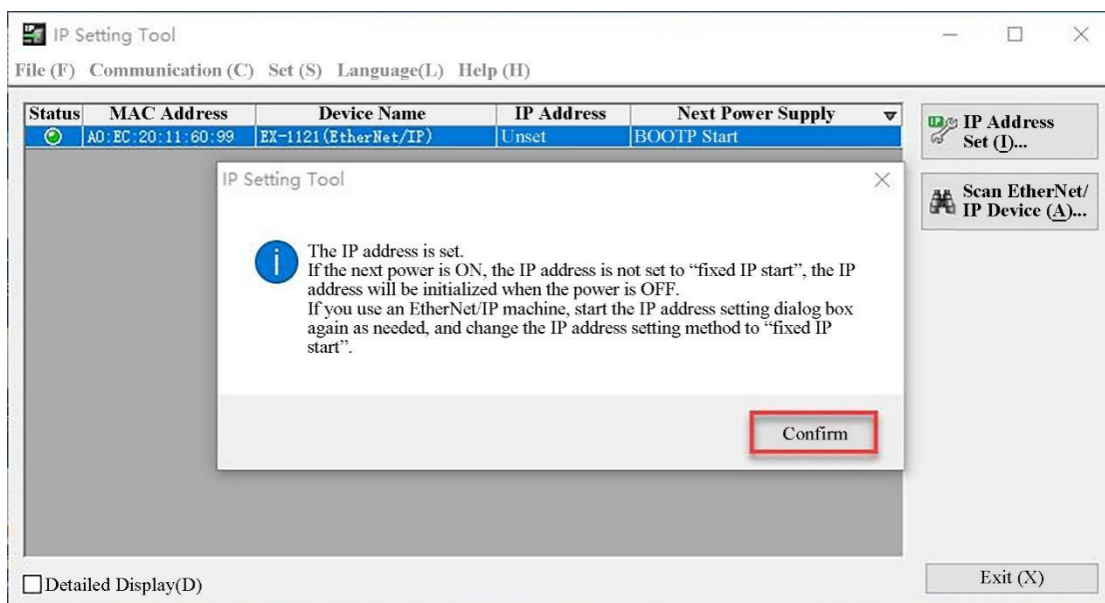 IP Setting Tool
File (F) Communication (C) Set (S) Language(L) Help (H)
Status MAC Address Device Name IP Address Next Power Supply
A0:EC:20:11:60:99 EX-1121(EtherNet/IP) Unset BOOTP Start
IP Address
Set (I)...
Scan EtherNet/
IP Device (A)...
IP Setting Tool
The IP address is set.
If the next power is ON, the IP address is not set to “fixed IP start”, the IP
address will be initialized when the power is OFF.
If you use an EtherNet/IP machine, start the IP address setting dialog box
again as needed, and change the IP address setting method to “fixed IP
start”.
Confirm
Detailed Display(D)
Exit (X)